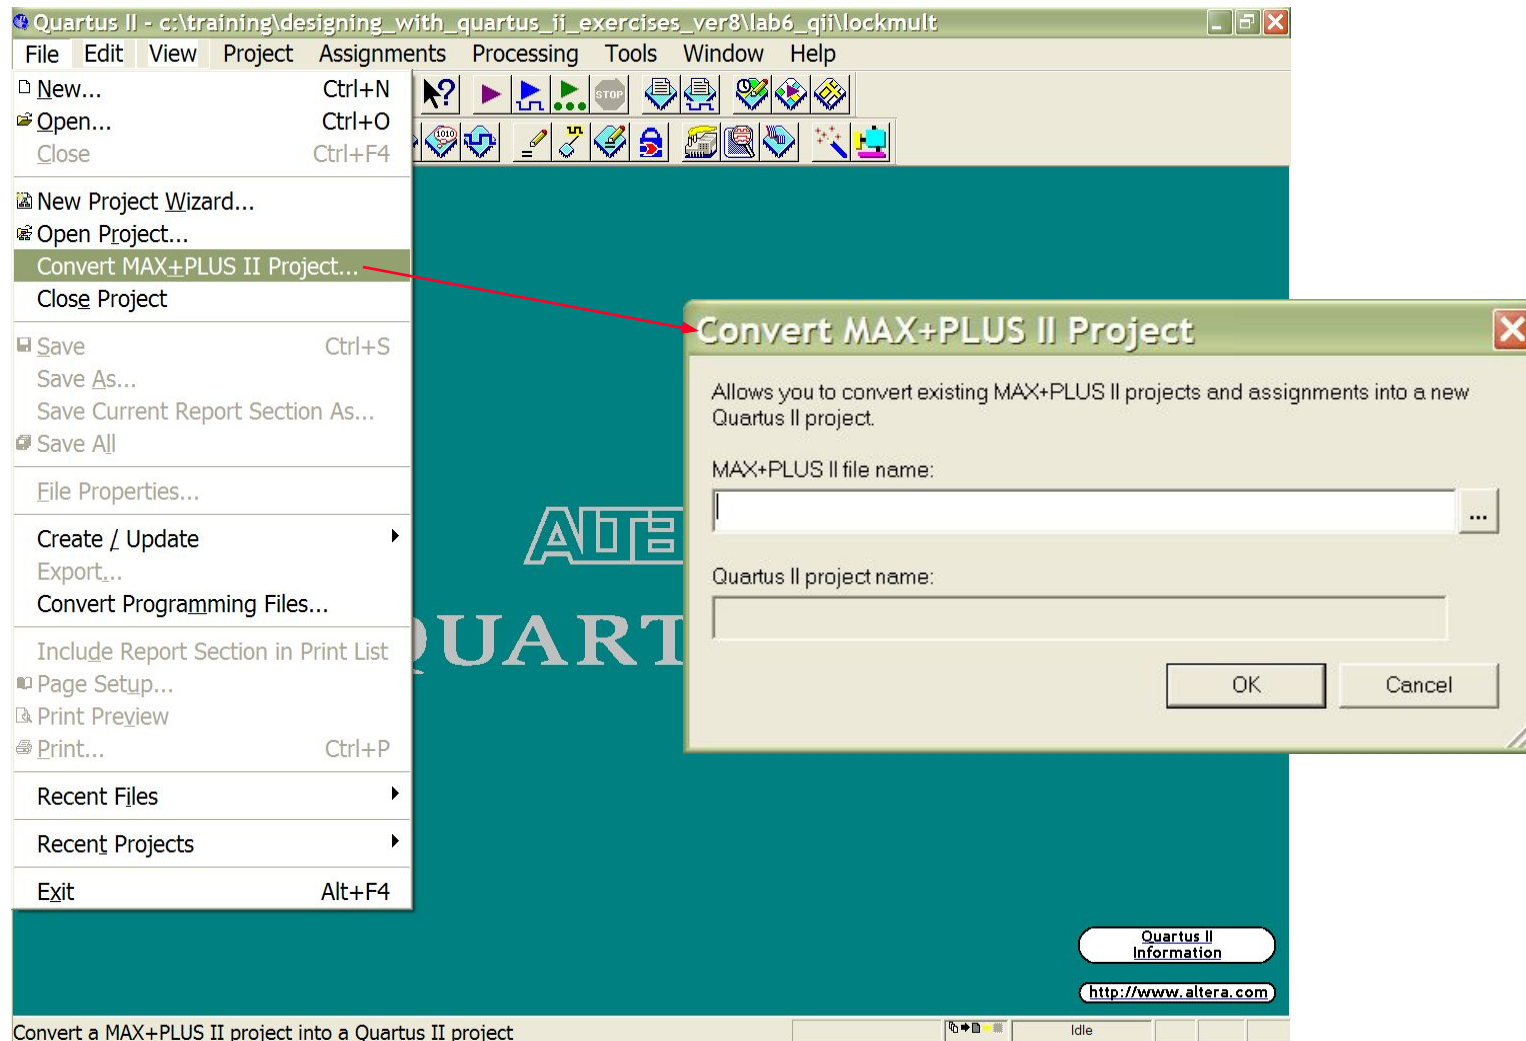 Quartus II - c:\training\designing_with_quartus_ii_exercises_ver8\lab6_qii\lockmult
File Edit View Project Assignments Processing Tools Window Help
New... Ctrl+N
Open... Ctrl+O
Close Ctrl+F4
New Project Wizard...
Open Project...
Convert MAX+PLUS II Project...
Close Project
Save Ctrl+S
Save As...
Save Current Report Section As...
Save All
File Properties...
Create / Update
Export...
Convert Programming Files...
Include Report Section in Print List
Page Setup...
Print Preview
Print... Ctrl+P
Recent Files
Recent Projects
Exit Alt+F4
STOP
1010
Convert MAX+PLUS II Project
Allows you to convert existing MAX+PLUS II projects and assignments into a new
Quartus II project.
MAX+PLUS II file name:
...
Quartus II project name:
OK Cancel
ALTE
QUART
Quartus II
Information
http://www.altera.com
Convert a MAX+PLUS II project into a Quartus II project
Idle